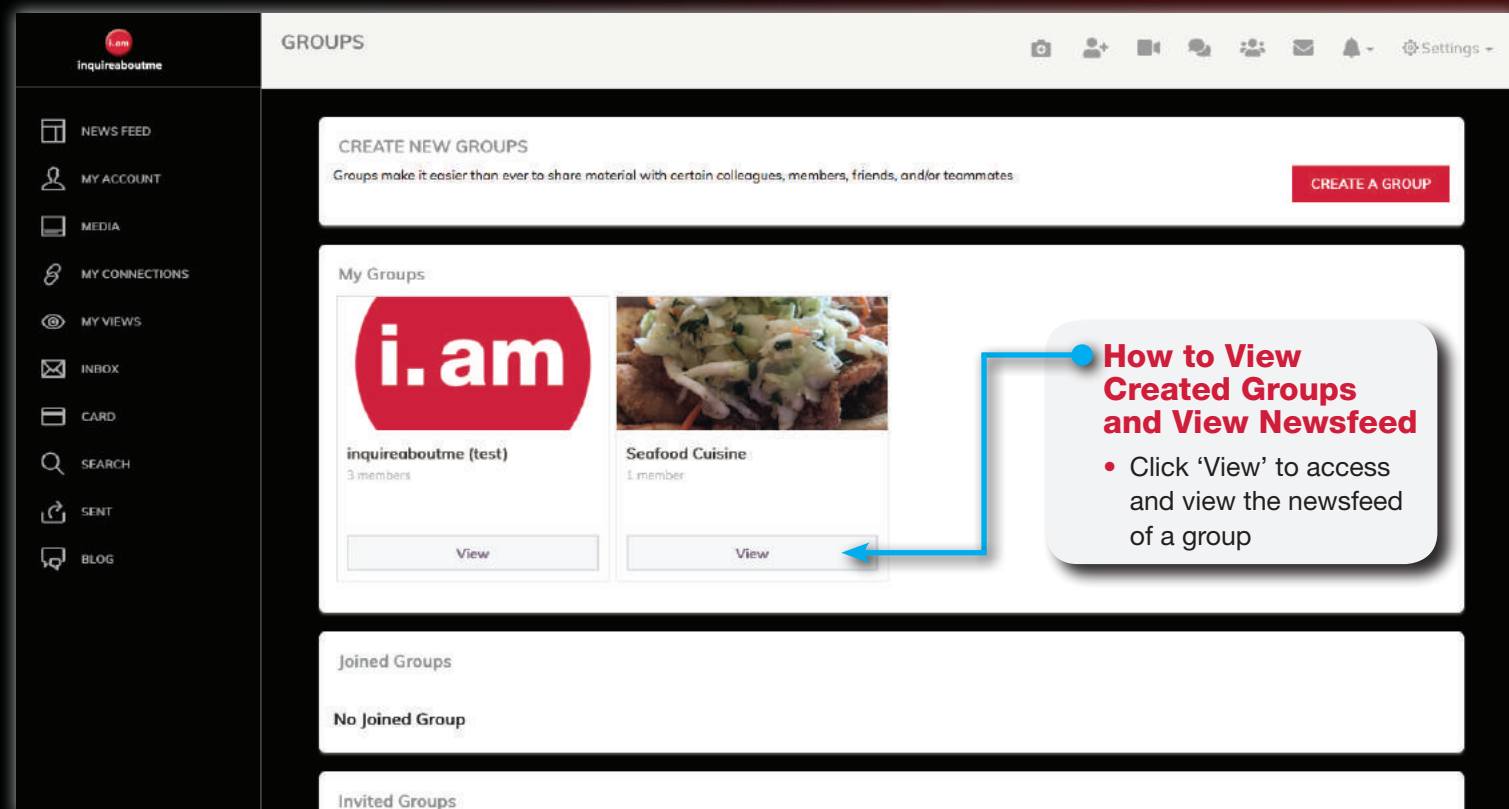 i.am
inquireaboutme
GROUPS
Settings
NEWS FEED
MY ACCOUNT
MEDIA
MY CONNECTIONS
MY VIEWS
INBOX
CARD
SEARCH
SENT
BLOG
CREATE NEW GROUPS
Groups make it easier than ever to share material with certain colleagues, members, friends, and/or teammates
CREATE A GROUP
My Groups
i.am
inquireaboutme (test)
3 members
View
Seafood Cuisine
1 member
View
How to View
Created Groups
and View Newsfeed
• Click ‘View’ to access
and view the newsfeed
of a group
Joined Groups
No Joined Group
Invited Groups